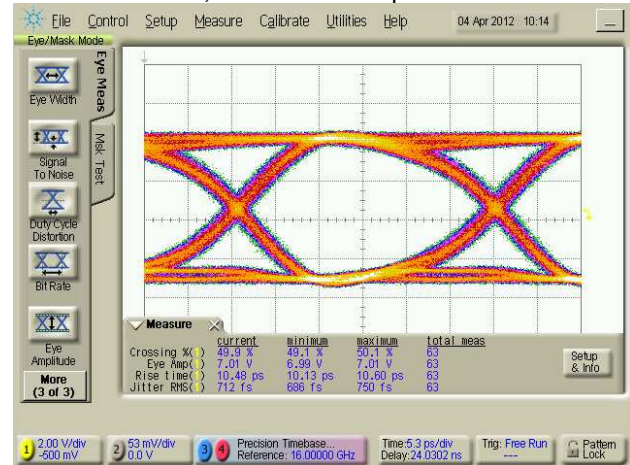 File Control Setup Measure Calibrate Utilities Help 04 Apr 2012 10:14
Eye/Mask Mode
Eye Meas
Msk Test
Eye Width
Signal
To Noise
Duty Cycle
Distortion
Bit Rate
Eye
Amplitude
More
(3 of 3)
Measure
current minimum maximum total meas
Crossing %(1) 49.9 % 49.1 % 50.1 % 63
Eye Amp(1) 7.01 V 6.99 V 7.01 V 63
Rise time(1) 10.48 ps 10.13 ps 10.60 ps 63
Jitter RMS(1) 712 fs 686 fs 750 fs 63
Setup
& Info
1 2.00 V/div
-500 mV
2 53 mV/div
0.0 V
3 4 Precision Timebase...
Reference: 16.00000 GHz
Time:5.3 ps/div
Delay:24.0302 ns
Trig: Free Run
---
Pattern
Lock